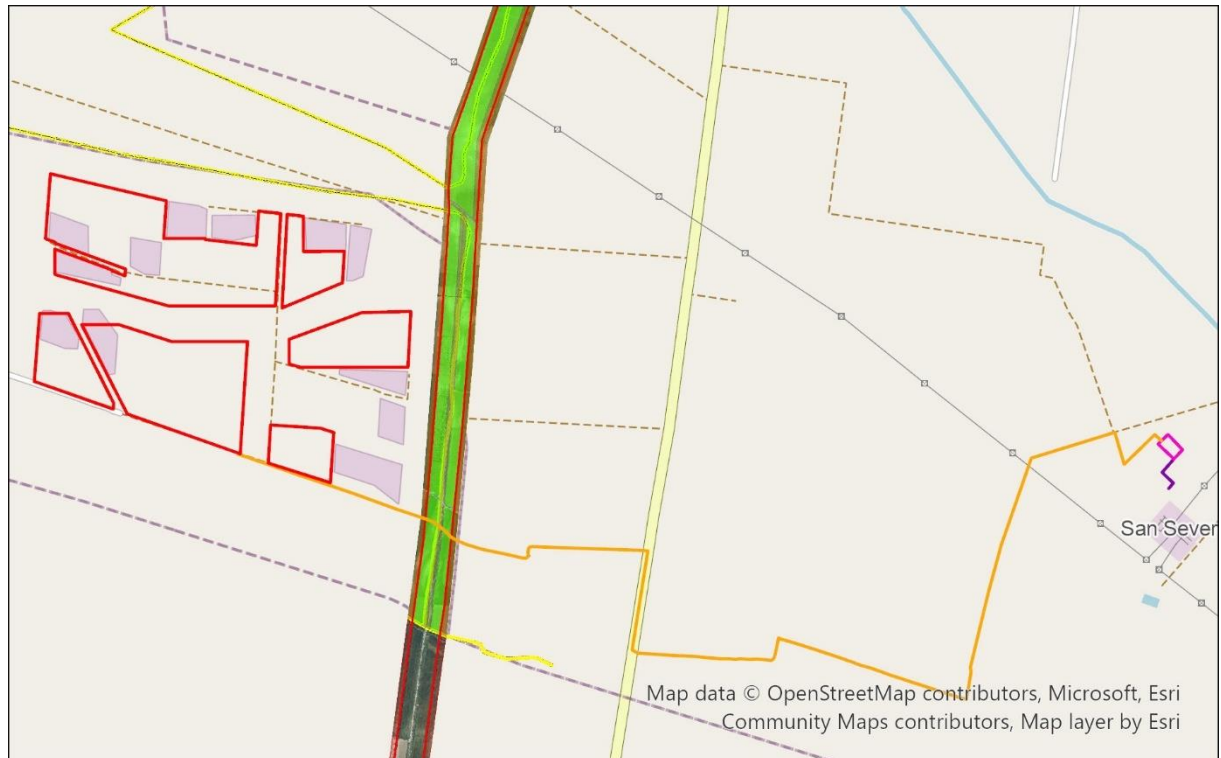 San Sever
Map data © OpenStreetMap contributors, Microsoft, Esri
Community Maps contributors, Map layer by Esri